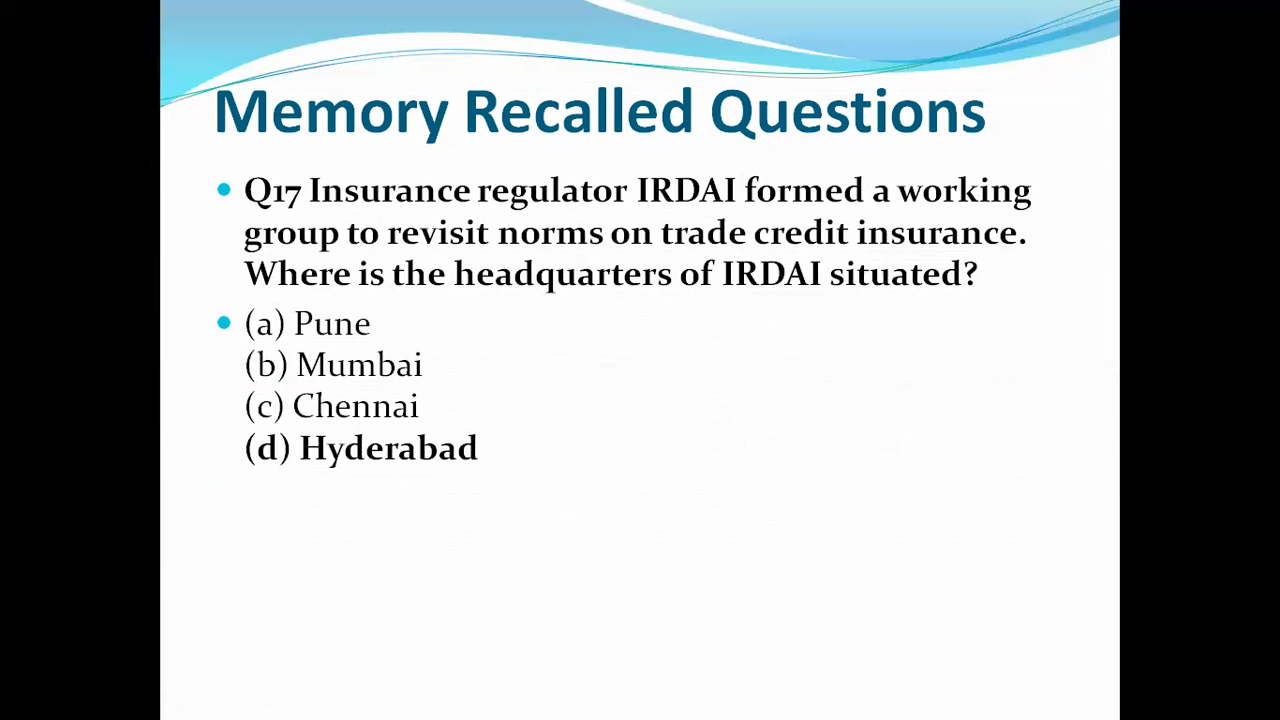 Memory Recalled Questions
Q17 Insurance regulator IRDAI formed a working
group to revisit norms on trade credit insurance.
Where is the headquarters of IRDAI situated?
(a) Pune
(b) Mumbai
(c) Chennai
(d) Hyderabad